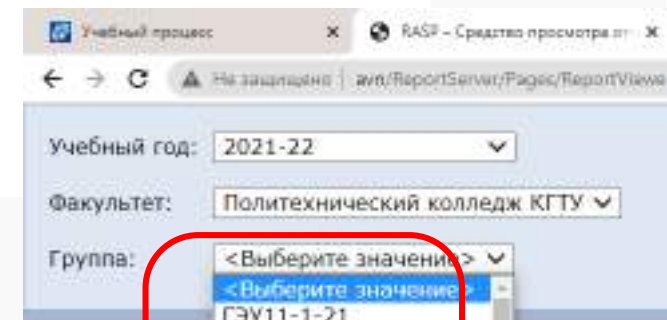 Учебный процесс
RASP – Средство просмотра от
Не защищено | avn/ReportServer/Pages/ReportViewe
Учебный год: 2021-22
Факультет: Политехнический колледж КГТУ
Группа: <Выберите значение>
<Выберите значение>
ГЭУ11-1-21